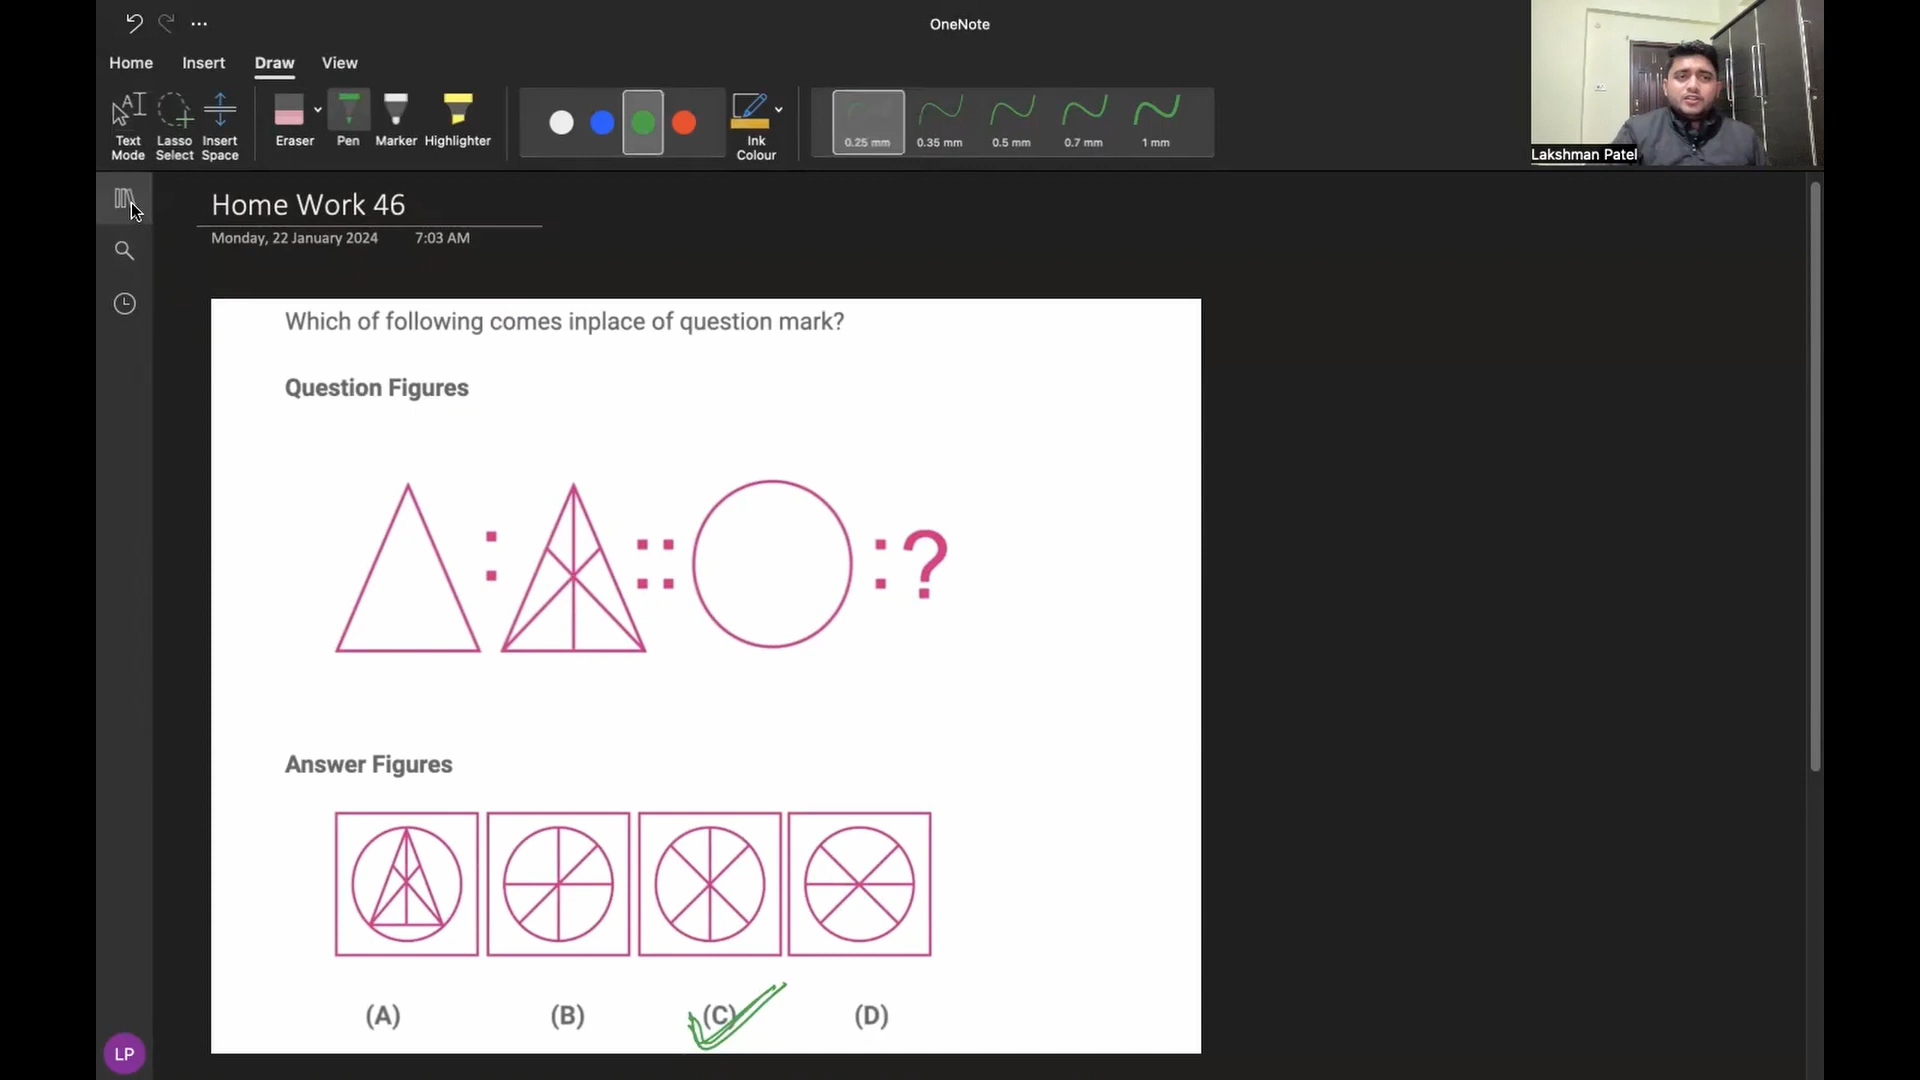 OneNote
Home Insert Draw View
Text Mode
Lasso Select
Insert Space
Eraser
Pen
Marker
Highlighter
Ink Colour
0.25 mm
0.35 mm
0.5 mm
0.7 mm
1 mm
Lakshman Patel
Home Work 46
Monday, 22 January 2024 7:03 AM
Which of following comes inplace of question mark?
Question Figures
: :: : ?
Answer Figures
(A) (B) (C) (D)
LP